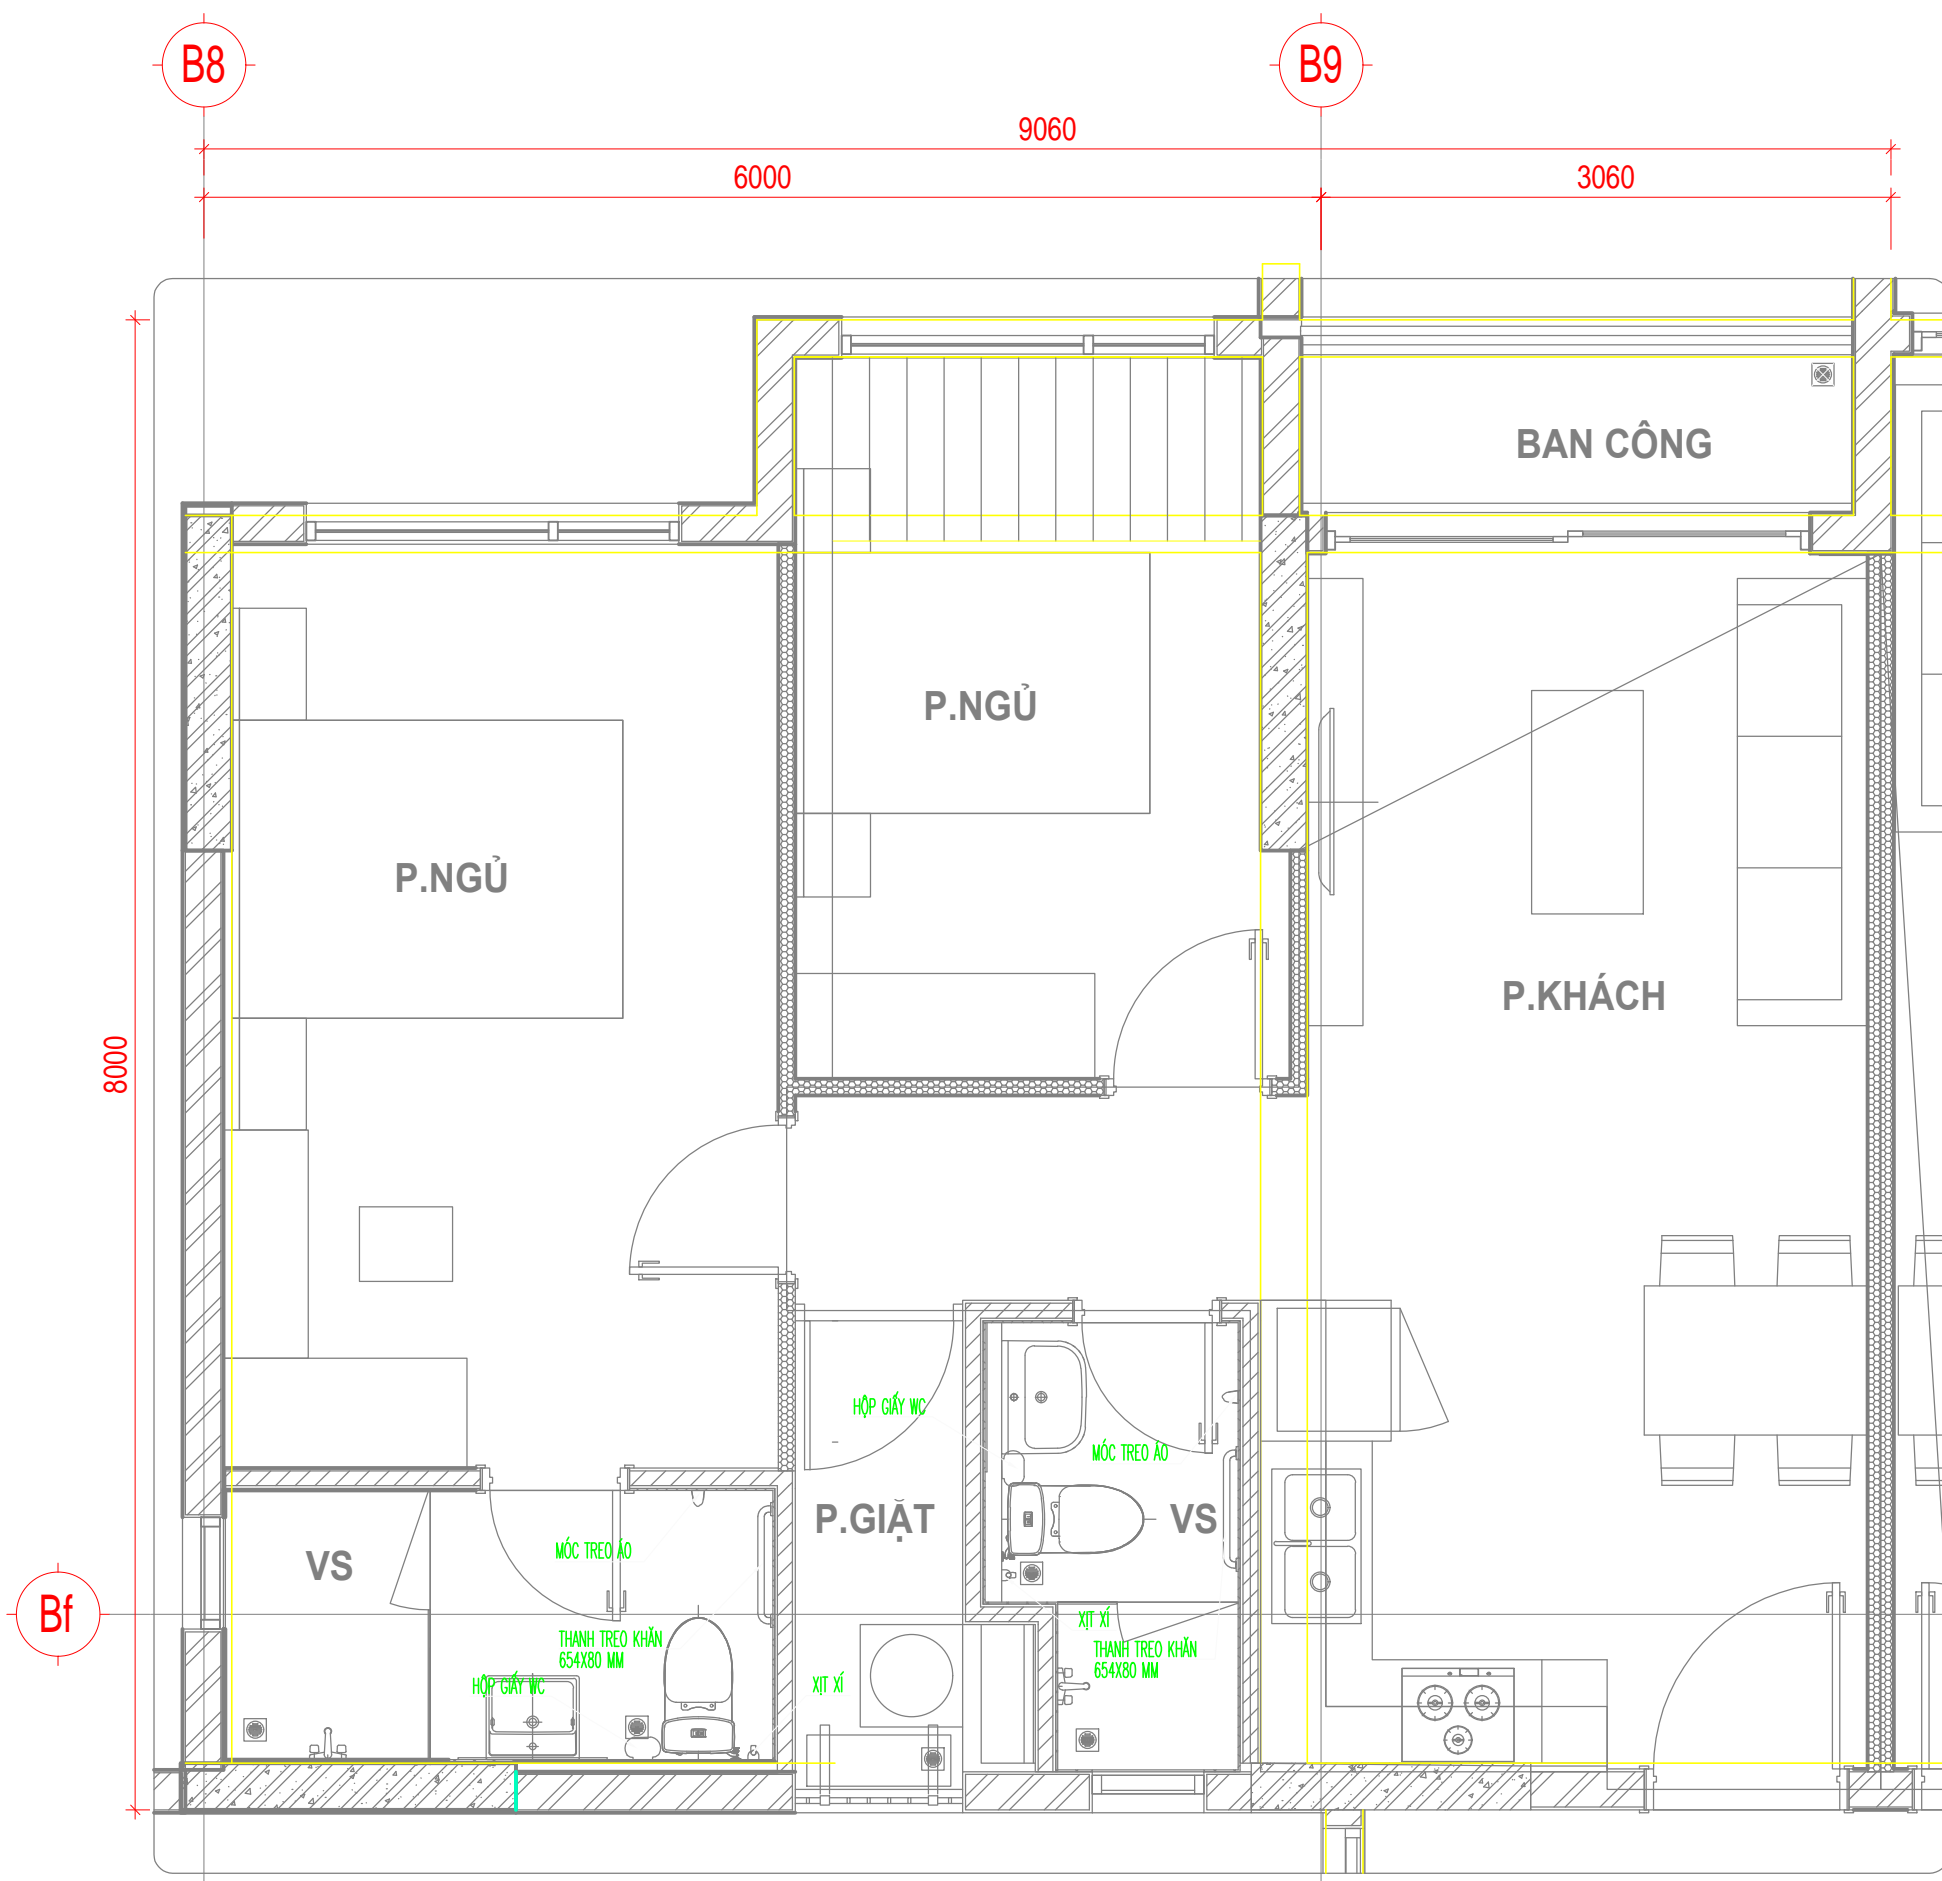 B8
B9
9060
6000
3060
BAN CÔNG
P.NGỦ
P.NGỦ
P.KHÁCH
8000
HỘP GIẤY WC
MÓC TREO ÁO
P.GIẶT
VS
MÓC TREO ÁO
VS
Bf
XỊT XÍ
THANH TREO KHĂN
654X80 MM
THANH TREO KHĂN
654X80 MM
HỘP GIẤY WC
XỊT XÍ